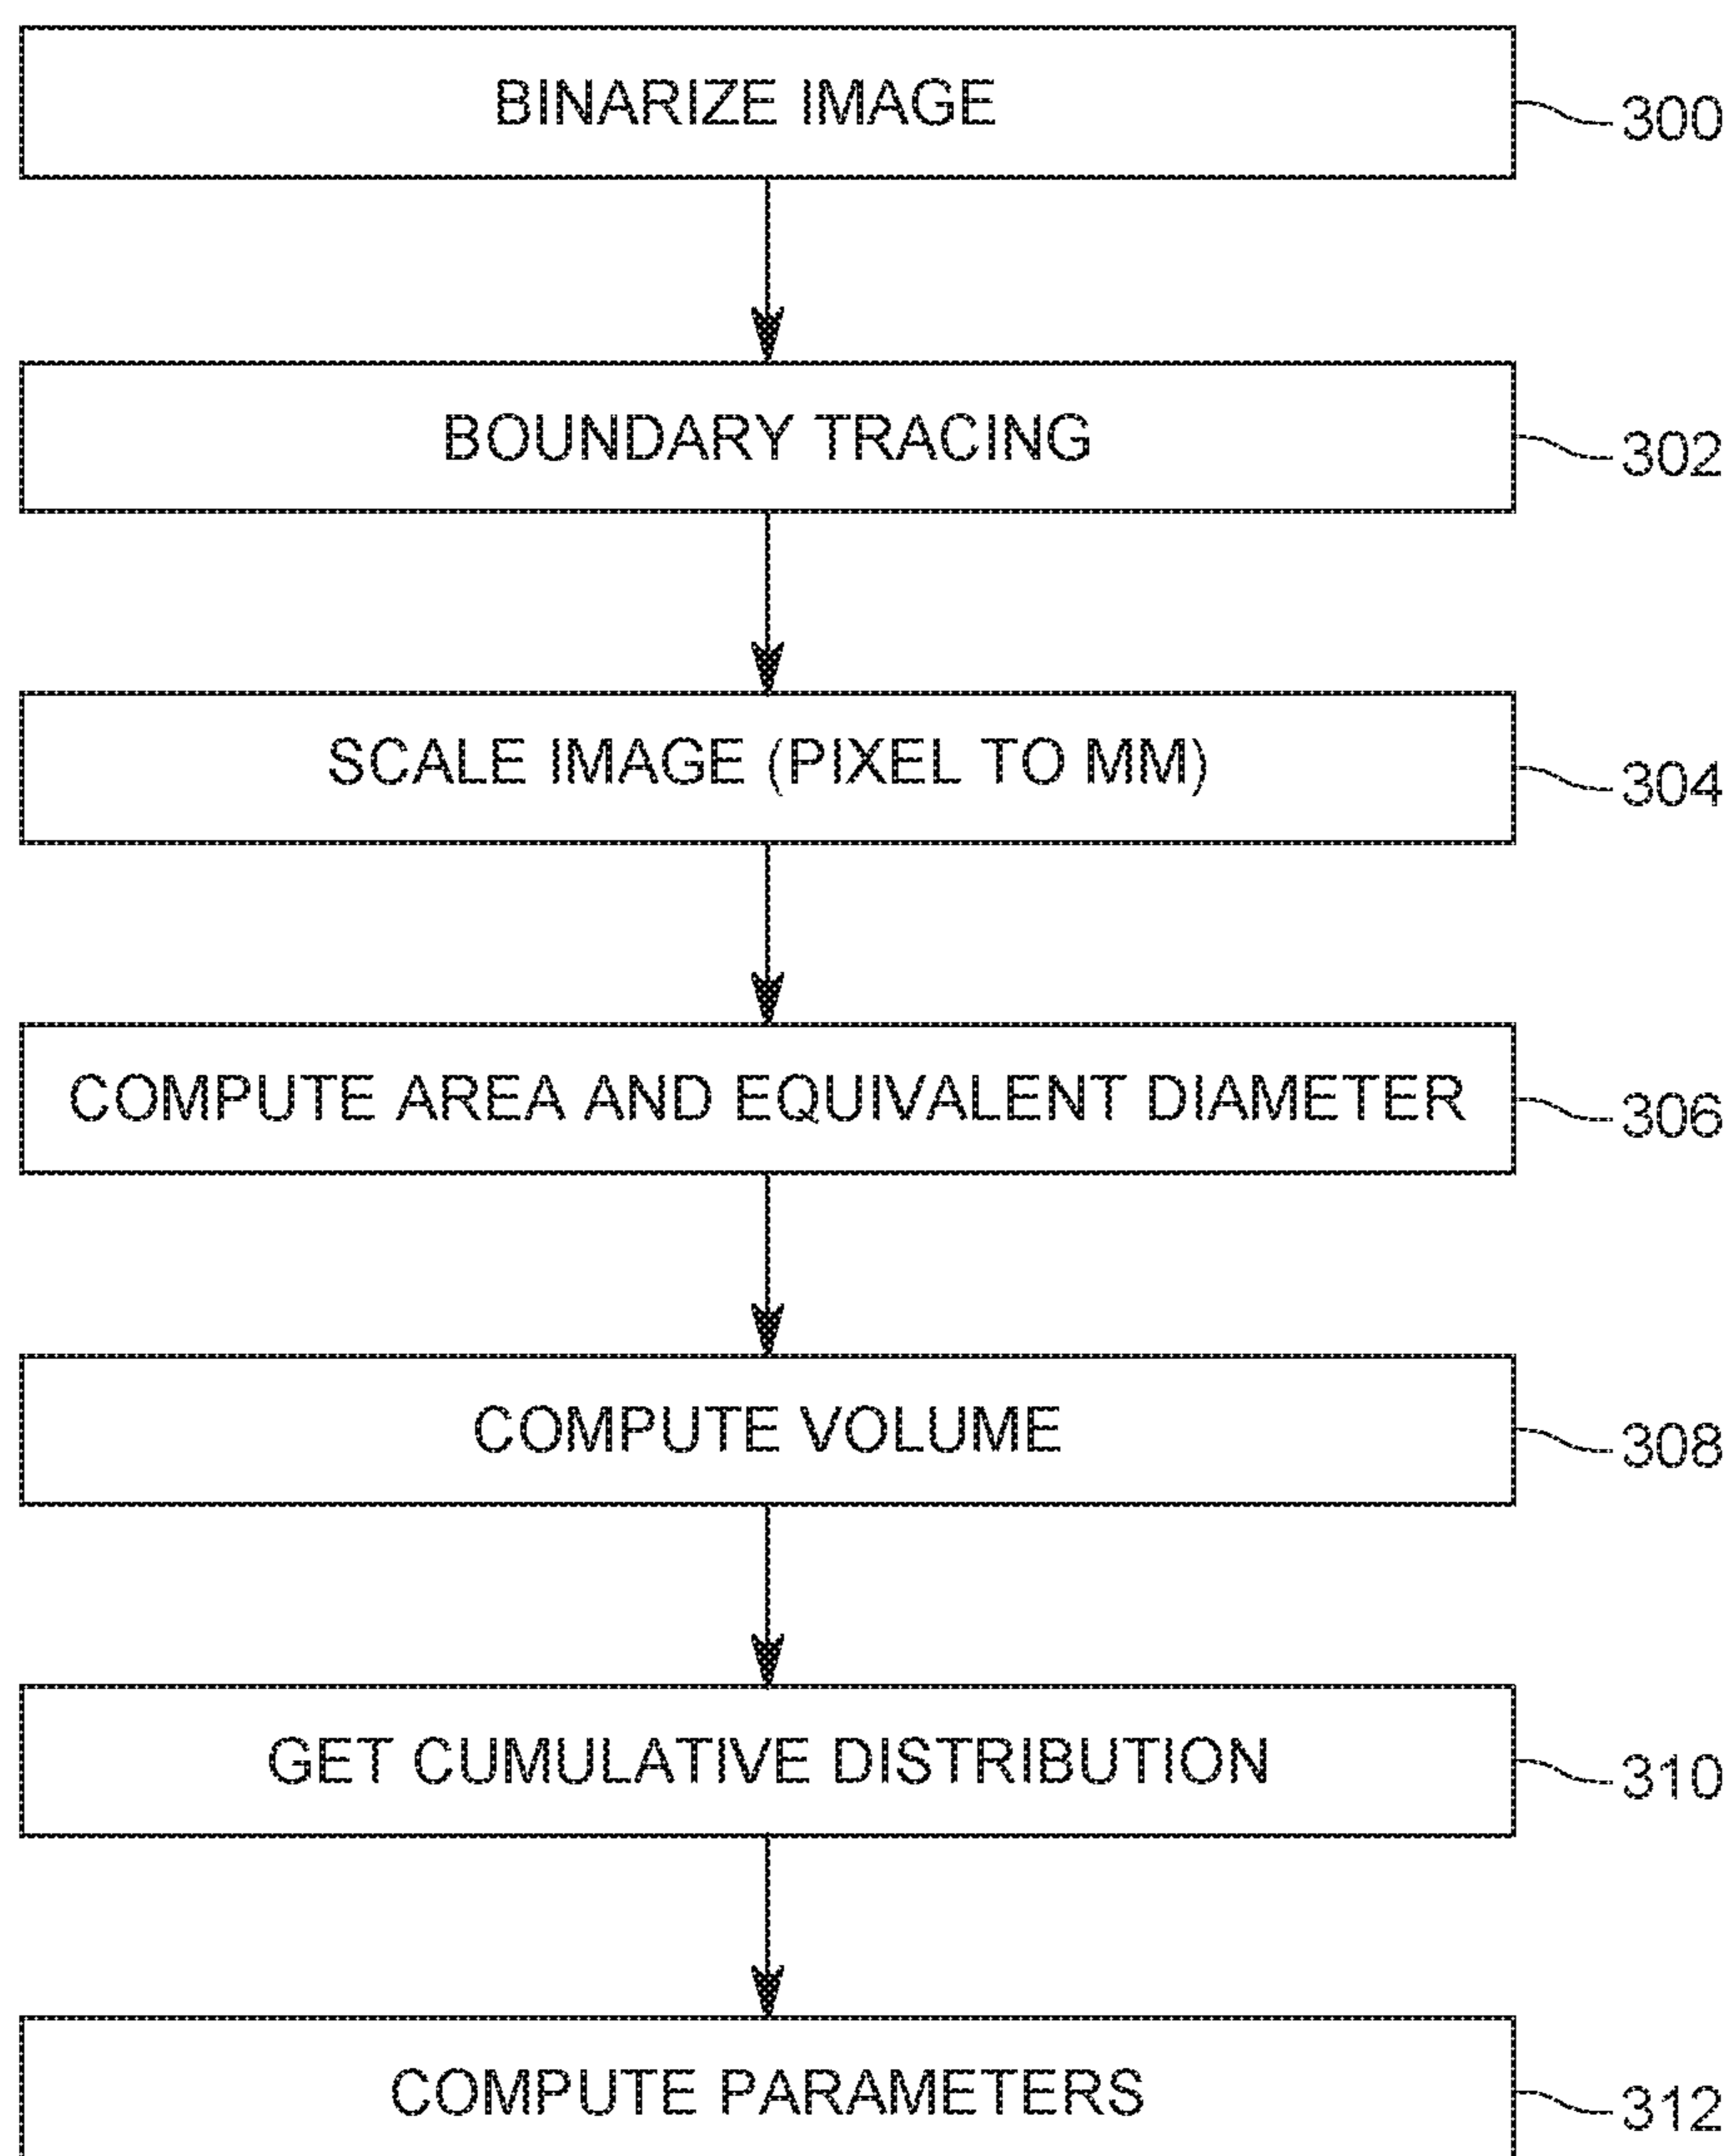 BINARIZE IMAGE
300
BOUNDARY TRACING
302
SCALE IMAGE (PIXEL TO MM)
304
COMPUTE AREA AND EQUIVALENT DIAMETER
306
COMPUTE VOLUME
308
GET CUMULATIVE DISTRIBUTION
310
COMPUTE PARAMETERS
312